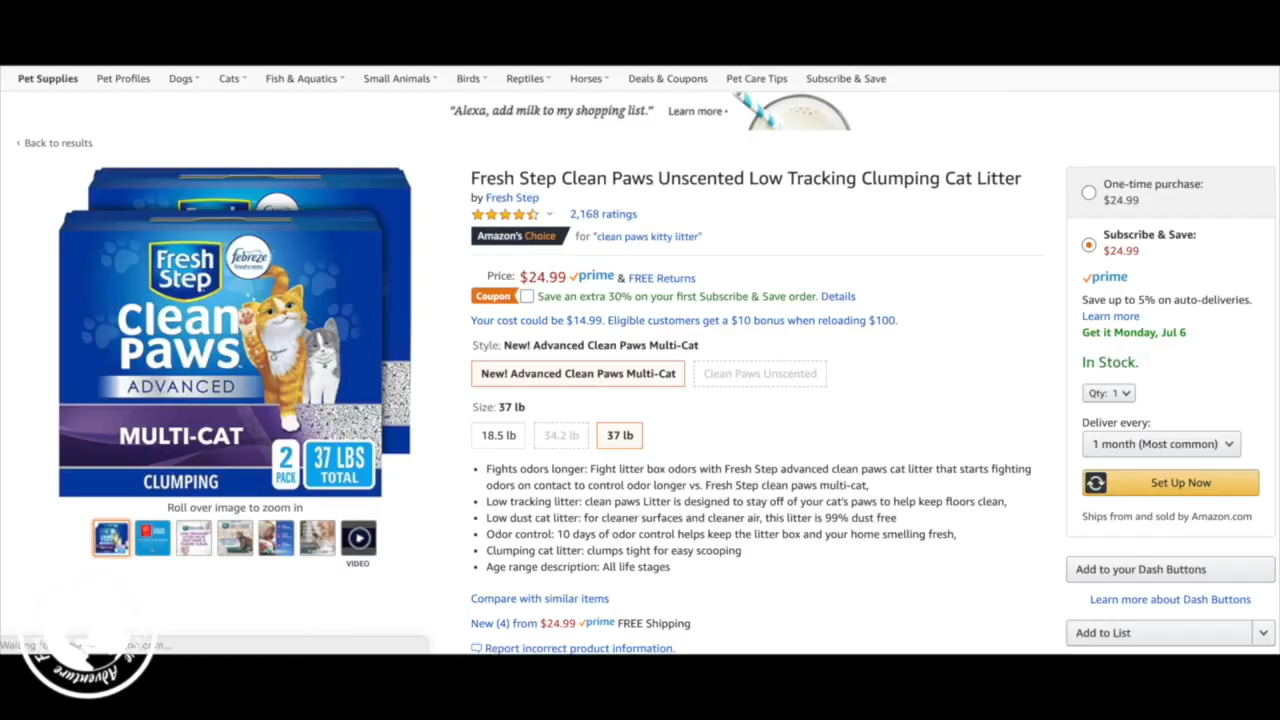 Pet Supplies Pet Profiles Dogs Cats Fish & Aquatics Small Animals Birds Reptiles Horses Deals & Coupons Pet Care Tips Subscribe & Save
"Alexa, add milk to my shopping list." Learn more ›
‹ Back to results
Fresh Step
febreze
freshness
Clean
Paws
ADVANCED
MULTI-CAT
CLUMPING
2
PACK
37 LBS
TOTAL
Roll over image to zoom in
VIDEO
Fresh Step Clean Paws Unscented Low Tracking Clumping Cat Litter
by Fresh Step
2,168 ratings
Amazon's Choice for "clean paws kitty litter"
Price: $24.99 prime & FREE Returns
Coupon Save an extra 30% on your first Subscribe & Save order. Details
Your cost could be $14.99. Eligible customers get a $10 bonus when reloading $100.
Style: New! Advanced Clean Paws Multi-Cat
New! Advanced Clean Paws Multi-Cat Clean Paws Unscented
Size: 37 lb
18.5 lb 34.2 lb 37 lb
• Fights odors longer: Fight litter box odors with Fresh Step advanced clean paws cat litter that starts fighting
odors on contact to control odor longer vs. Fresh Step clean paws multi-cat,
• Low tracking litter: clean paws Litter is designed to stay off of your cat's paws to help keep floors clean,
• Low dust cat litter: for cleaner surfaces and cleaner air, this litter is 99% dust free
• Odor control: 10 days of odor control helps keep the litter box and your home smelling fresh,
• Clumping cat litter: clumps tight for easy scooping
• Age range description: All life stages
Compare with similar items
New (4) from $24.99 prime FREE Shipping
Report incorrect product information.
One-time purchase:
$24.99
Subscribe & Save:
$24.99
prime
Save up to 5% on auto-deliveries.
Learn more
Get it Monday, Jul 6
In Stock.
Qty: 1
Deliver every:
1 month (Most common)
Set Up Now
Ships from and sold by Amazon.com
Add to your Dash Buttons
Learn more about Dash Buttons
Add to List
Adventure